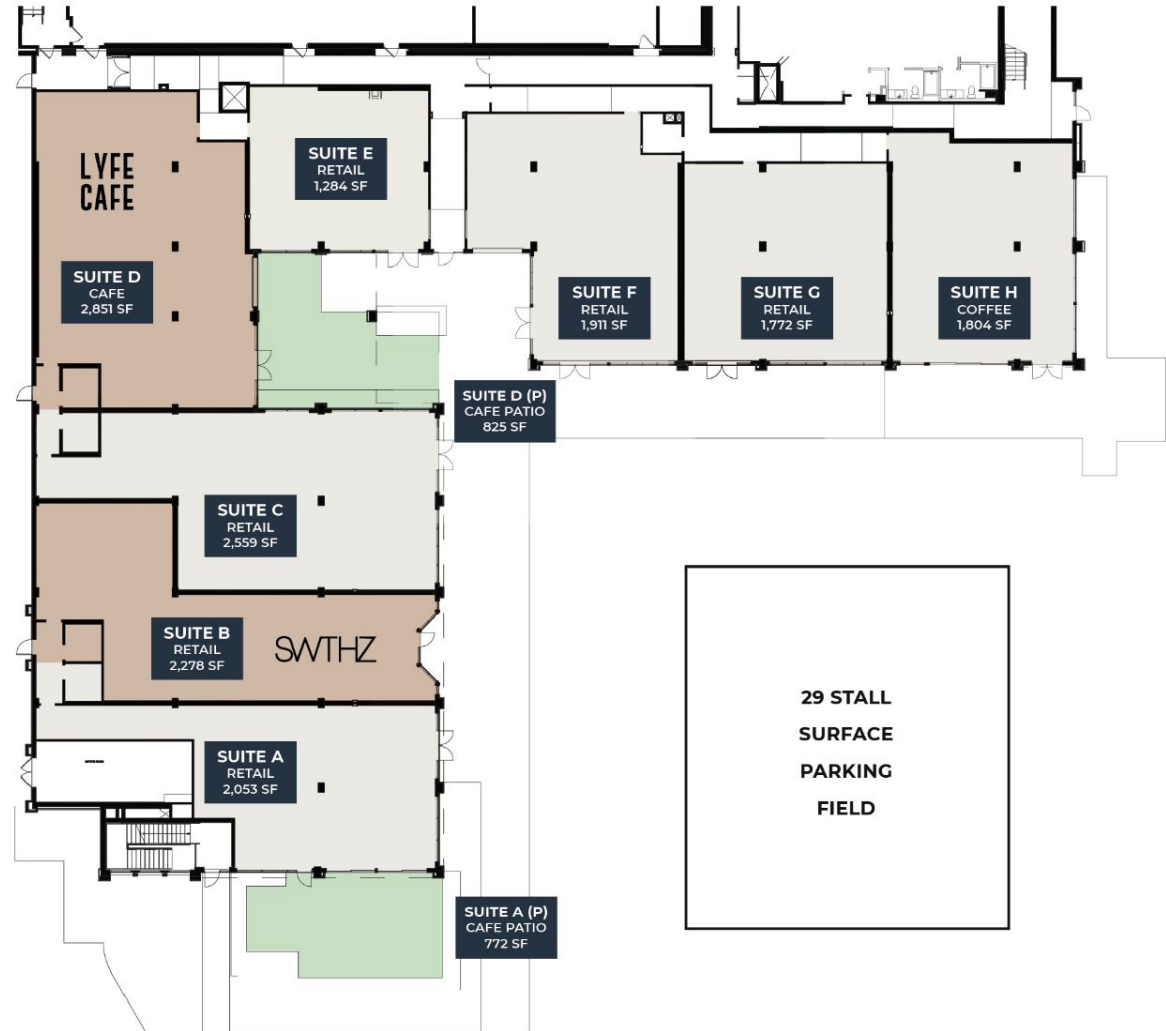 LYFE
CAFE
SUITE D
CAFE
2,851 SF
SUITE E
RETAIL
1,284 SF
SUITE F
RETAIL
1,911 SF
SUITE G
RETAIL
1,772 SF
SUITE H
COFFEE
1,804 SF
SUITE D (P)
CAFE PATIO
825 SF
SUITE C
RETAIL
2,559 SF
SUITE B
RETAIL
2,278 SF
SWTHZ
SUITE A
RETAIL
2,053 SF
SUITE A (P)
CAFE PATIO
772 SF
29 STALL
SURFACE
PARKING
FIELD